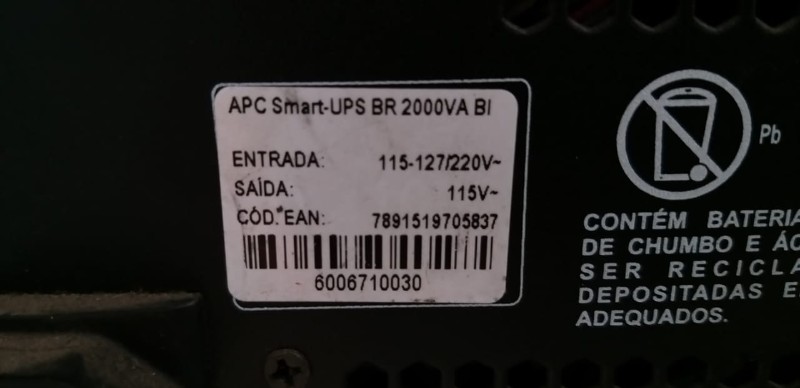 APC Smart-UPS BR 2000VA BI
ENTRADA: 115-127/220V~
SAÍDA: 115V~
CÓD. EAN: 7891519705837
6006710030
Pb
CONTÉM BATERIA
DE CHUMBO E ÁC
SER RECICLA
DEPOSITADAS E
ADEQUADOS.